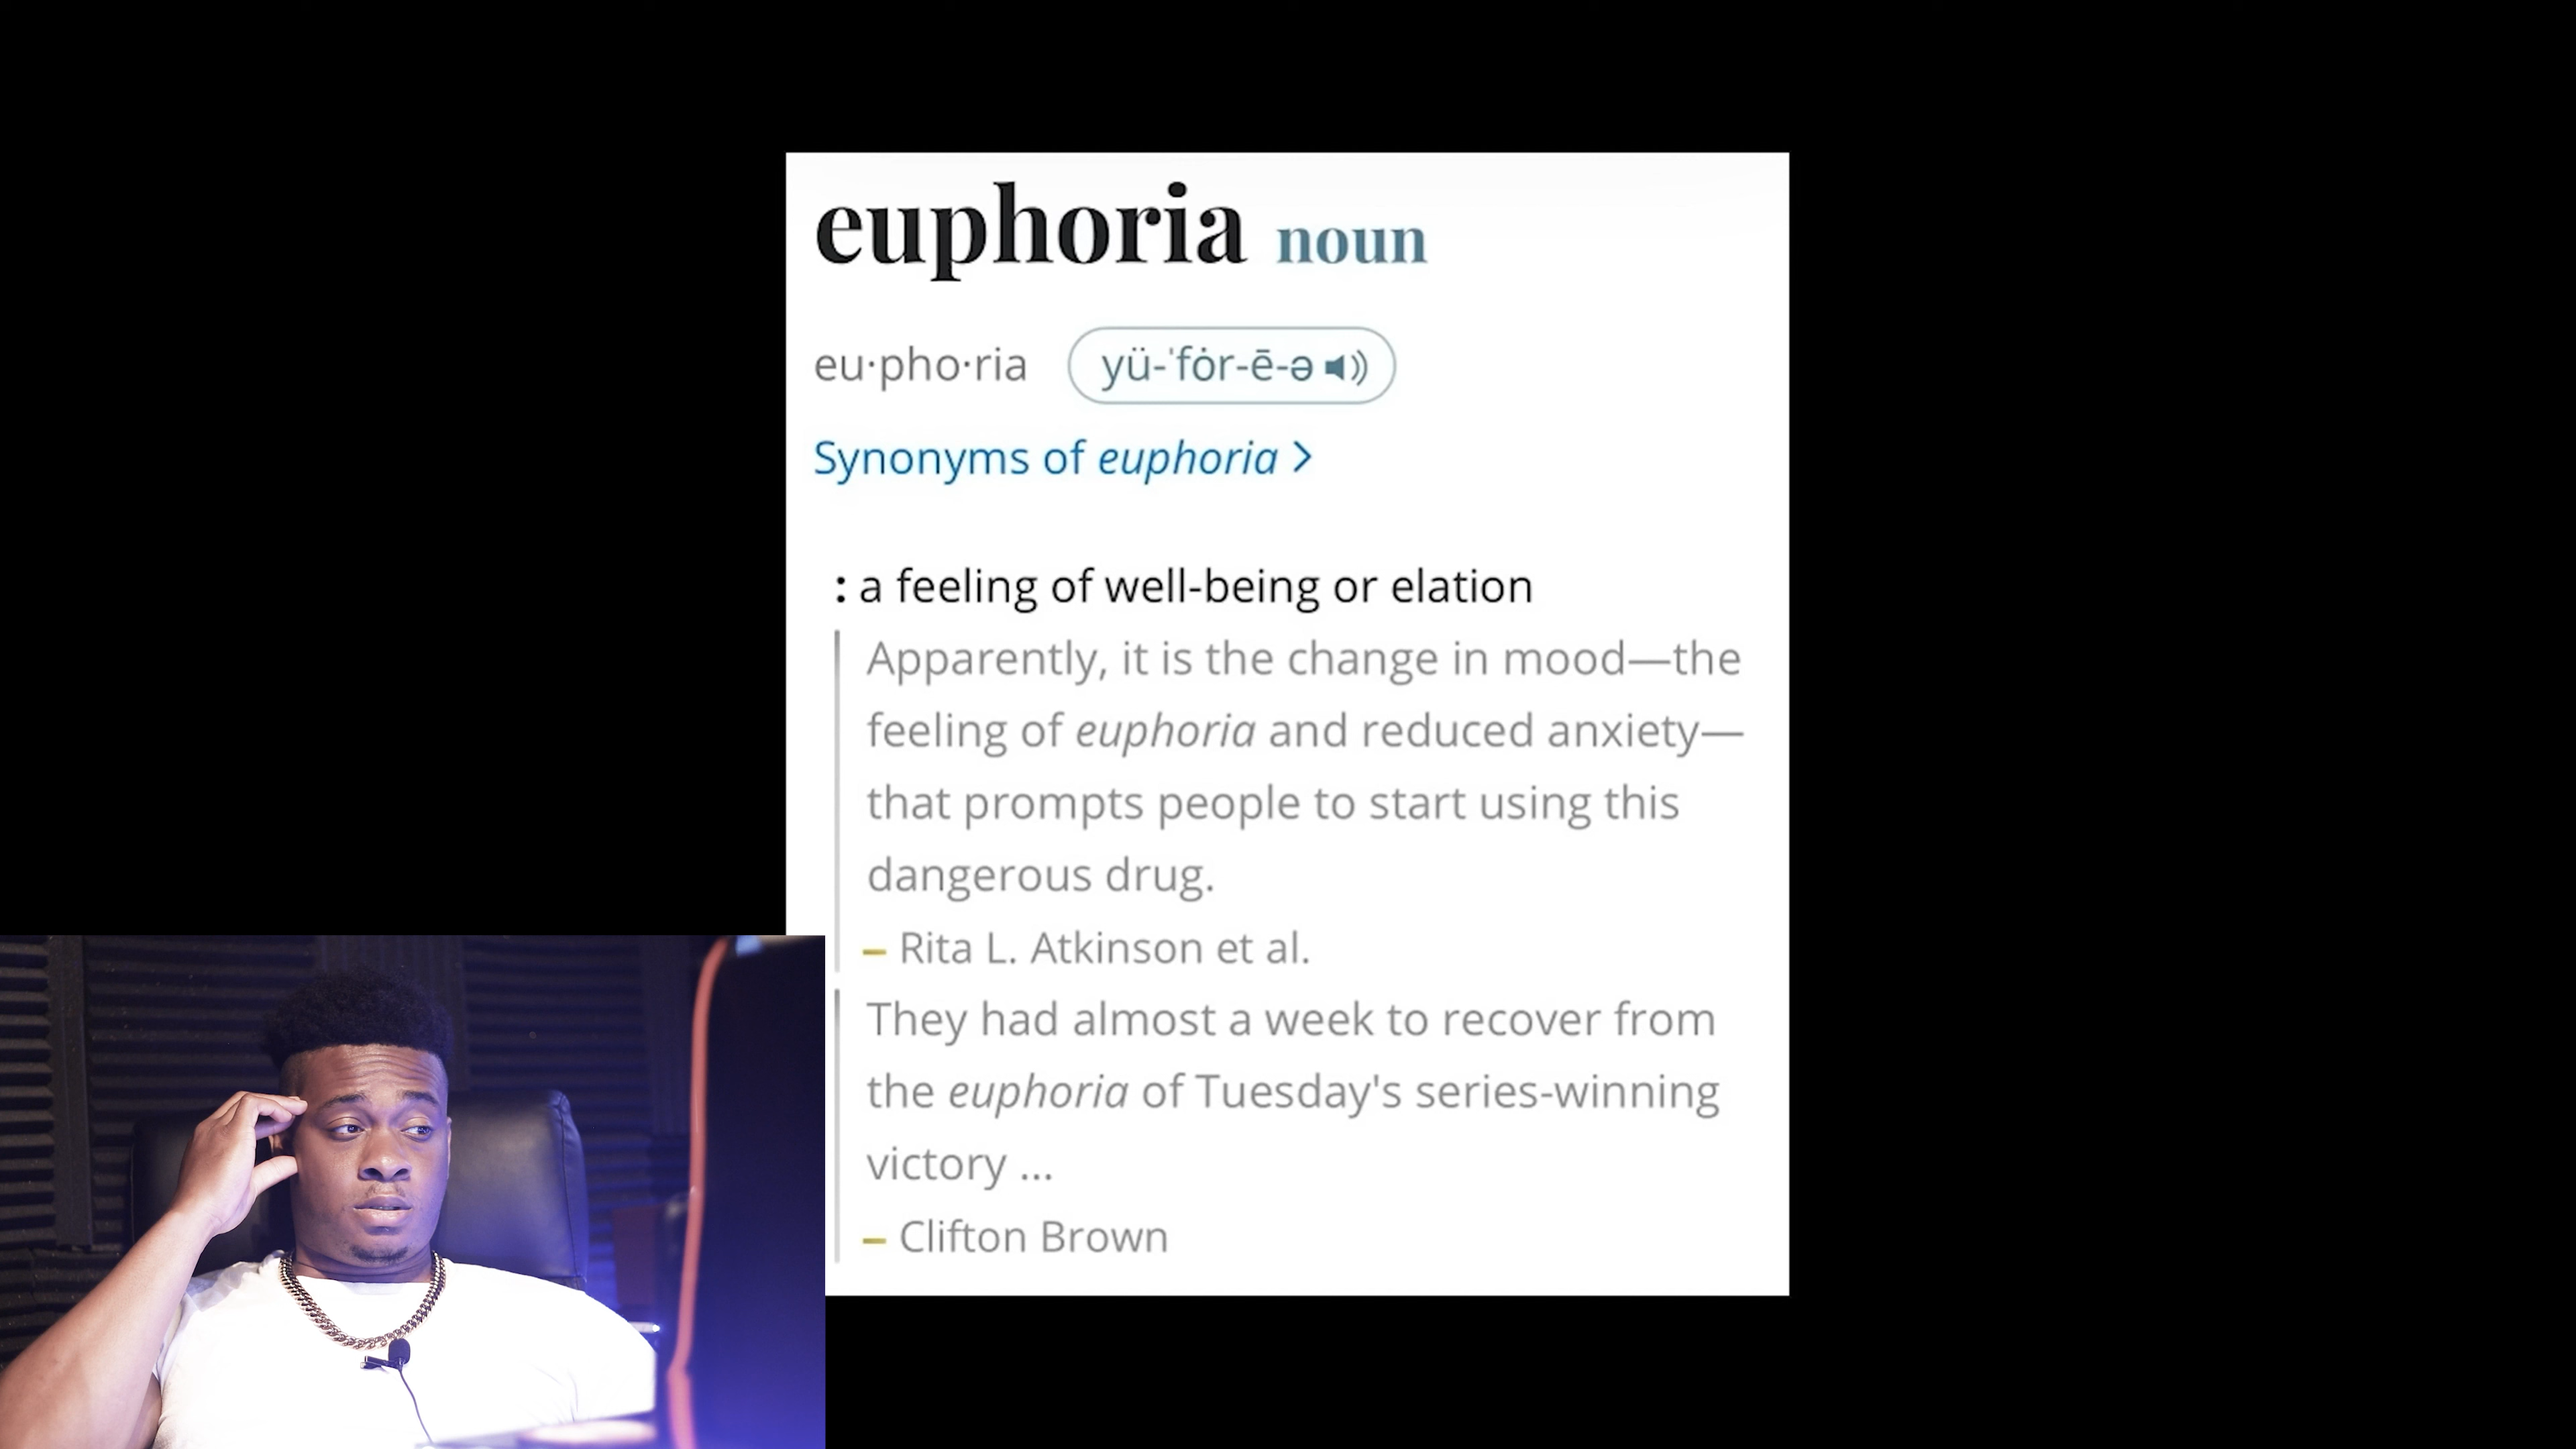 euphoria noun
eu·pho·ria yü-ˈfȯr-ē-ə
Synonyms of euphoria >
: a feeling of well-being or elation
Apparently, it is the change in mood—the
feeling of euphoria and reduced anxiety—
that prompts people to start using this
dangerous drug.
– Rita L. Atkinson et al.
They had almost a week to recover from
the euphoria of Tuesday's series-winning
victory ...
– Clifton Brown